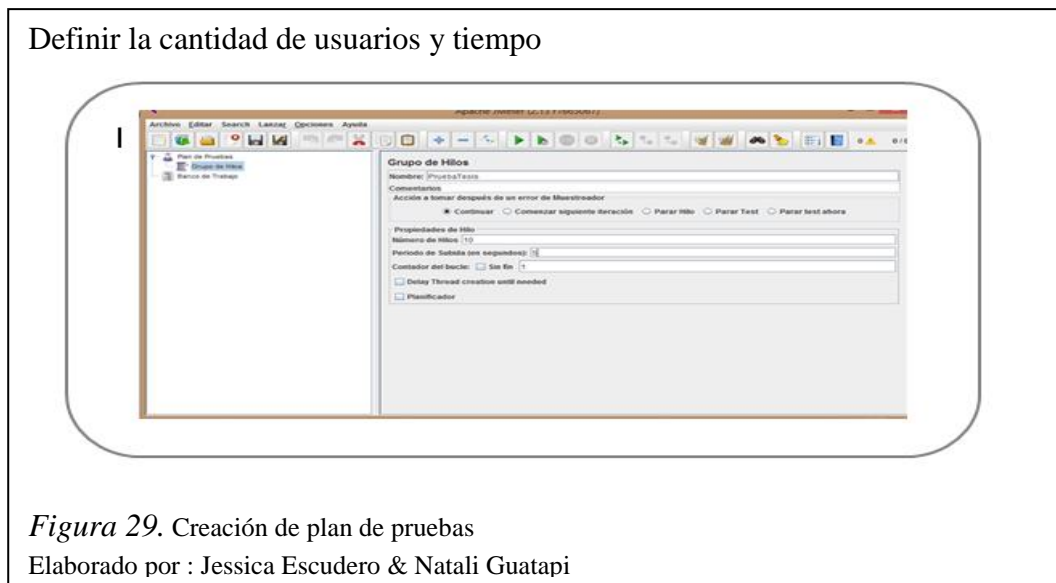 Definir la cantidad de usuarios y tiempo
Archivo Editar Search Lanzar Opciones Ayuda
Plan de Pruebas
Grupo de Hilos
Banco de Trabajo
Grupo de Hilos
Nombre: PruebaTesis
Comentarios
Acción a tomar después de un error de Muestreador
Continuar Comenzar siguiente iteración Parar Hilo Parar Test Parar test ahora
Propiedades de Hilo
Número de Hilos 10
Periodo de Subida (en segundos):
Contador del bucle: Sin fin 1
Delay Thread creation until needed
Planificador
Figura 29. Creación de plan de pruebas
Elaborado por : Jessica Escudero & Natali Guatapi